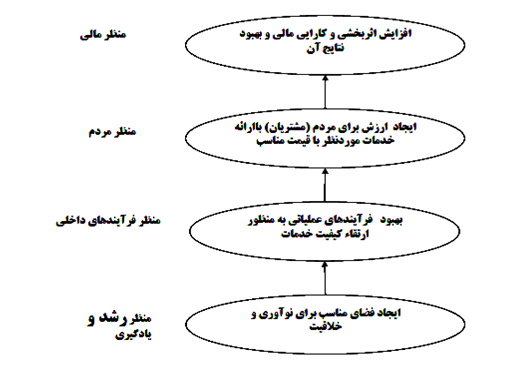 منظر مالی
افزایش اثربخشی و کارایی مالی و بهبود
نتایج آن
منظر مردم
ایجاد ارزش برای مردم (مشتریان) باارائه
خدمات موردنظر با قیمت مناسب
منظر فرآیندهای داخلی
بهبود فرآیندهای عملیاتی به منظور
ارتقاء کیفیت خدمات
منظر رشد و
یادگیری
ایجاد فضای مناسب برای نوآوری و
خلاقیت